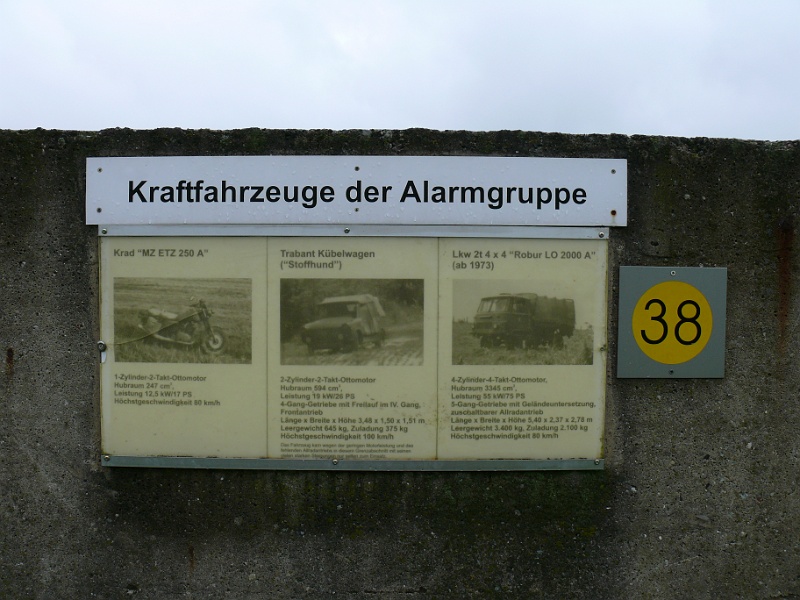 Kraftfahrzeuge der Alarmgruppe
Krad "MZ ETZ 250 A"
1-Zylinder-2-Takt-Ottomotor
Hubraum 247 cm³,
Leistung 12,5 kW/17 PS
Höchstgeschwindigkeit 80 km/h
Trabant Kübelwagen
("Stoffhund")
2-Zylinder-2-Takt-Ottomotor
Hubraum 594 cm³,
Leistung 19 kW/26 PS
4-Gang-Getriebe mit Freilauf im IV. Gang,
Frontantrieb
Länge x Breite x Höhe 3,48 x 1,50 x 1,51 m
Leergewicht 645 kg, Zuladung 375 kg
Höchstgeschwindigkeit 100 km/h
Lkw 2t 4 x 4 "Robur LO 2000 A"
(ab 1973)
4-Zylinder-4-Takt-Ottomotor,
Hubraum 3345 cm³,
Leistung 55 kW/75 PS
5-Gang-Getriebe mit Geländeuntersetzung,
zuschaltbarer Allradantrieb
Länge x Breite x Höhe 5,40 x 2,37 x 2,78 m
Leergewicht 3.400 kg, Zuladung 2.100 kg
Höchstgeschwindigkeit 80 km/h
38